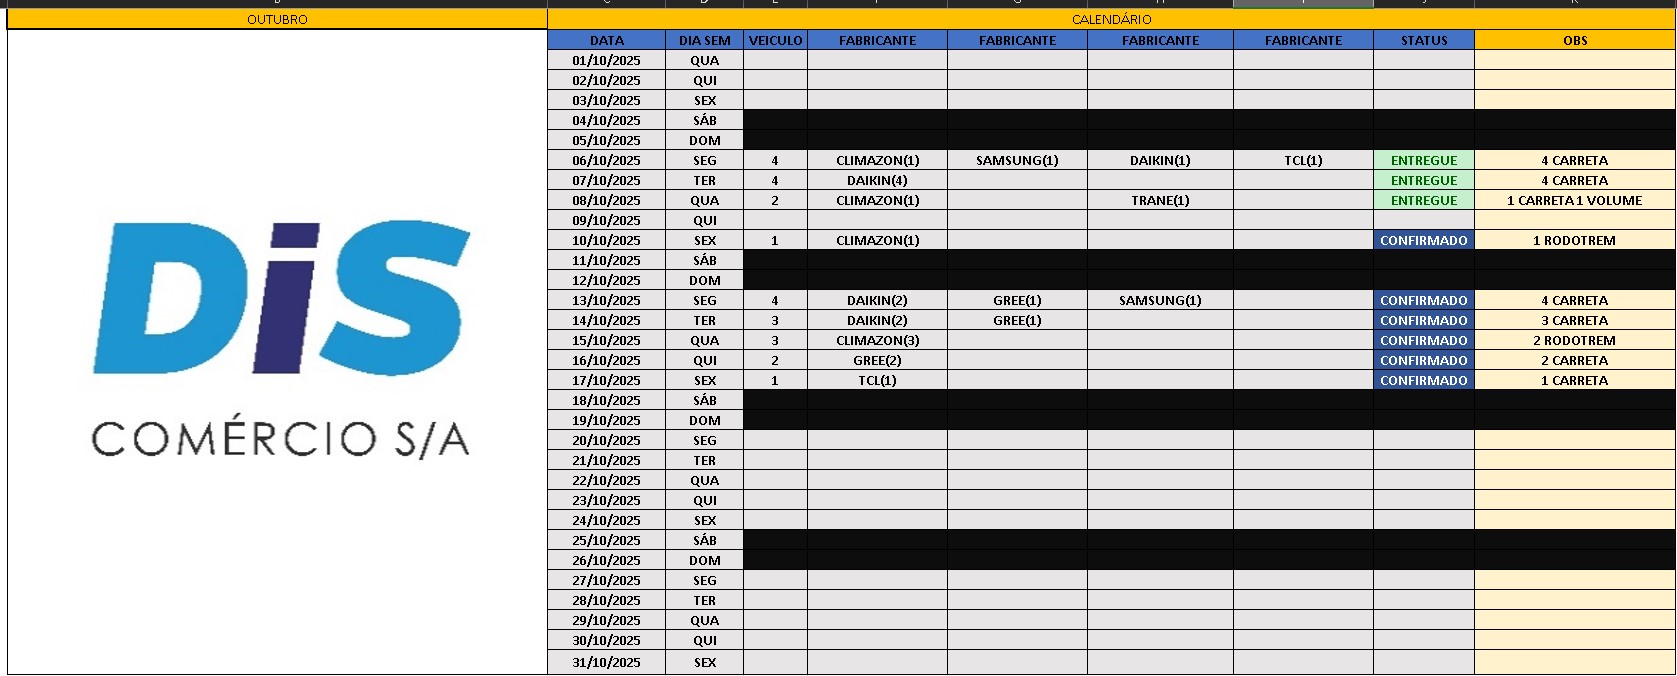 OUTUBRO CALENDÁRIO
DATA DIA SEM VEICULO FABRICANTE FABRICANTE FABRICANTE FABRICANTE STATUS OBS
01/10/2025 QUA
02/10/2025 QUI
03/10/2025 SEX
04/10/2025 SÁB
05/10/2025 DOM
06/10/2025 SEG 4 CLIMAZON(1) SAMSUNG(1) DAIKIN(1) TCL(1) ENTREGUE 4 CARRETA
07/10/2025 TER 4 DAIKIN(4) ENTREGUE 4 CARRETA
08/10/2025 QUA 2 CLIMAZON(1) TRANE(1) ENTREGUE 1 CARRETA 1 VOLUME
09/10/2025 QUI
10/10/2025 SEX 1 CLIMAZON(1) CONFIRMADO 1 RODOTREM
11/10/2025 SÁB
12/10/2025 DOM
13/10/2025 SEG 4 DAIKIN(2) GREE(1) SAMSUNG(1) CONFIRMADO 4 CARRETA
14/10/2025 TER 3 DAIKIN(2) GREE(1) CONFIRMADO 3 CARRETA
15/10/2025 QUA 3 CLIMAZON(3) CONFIRMADO 2 RODOTREM
16/10/2025 QUI 2 GREE(2) CONFIRMADO 2 CARRETA
17/10/2025 SEX 1 TCL(1) CONFIRMADO 1 CARRETA
18/10/2025 SÁB
19/10/2025 DOM
20/10/2025 SEG
21/10/2025 TER
22/10/2025 QUA
23/10/2025 QUI
24/10/2025 SEX
25/10/2025 SÁB
26/10/2025 DOM
27/10/2025 SEG
28/10/2025 TER
29/10/2025 QUA
30/10/2025 QUI
31/10/2025 SEX
DiS
COMÉRCIO S/A